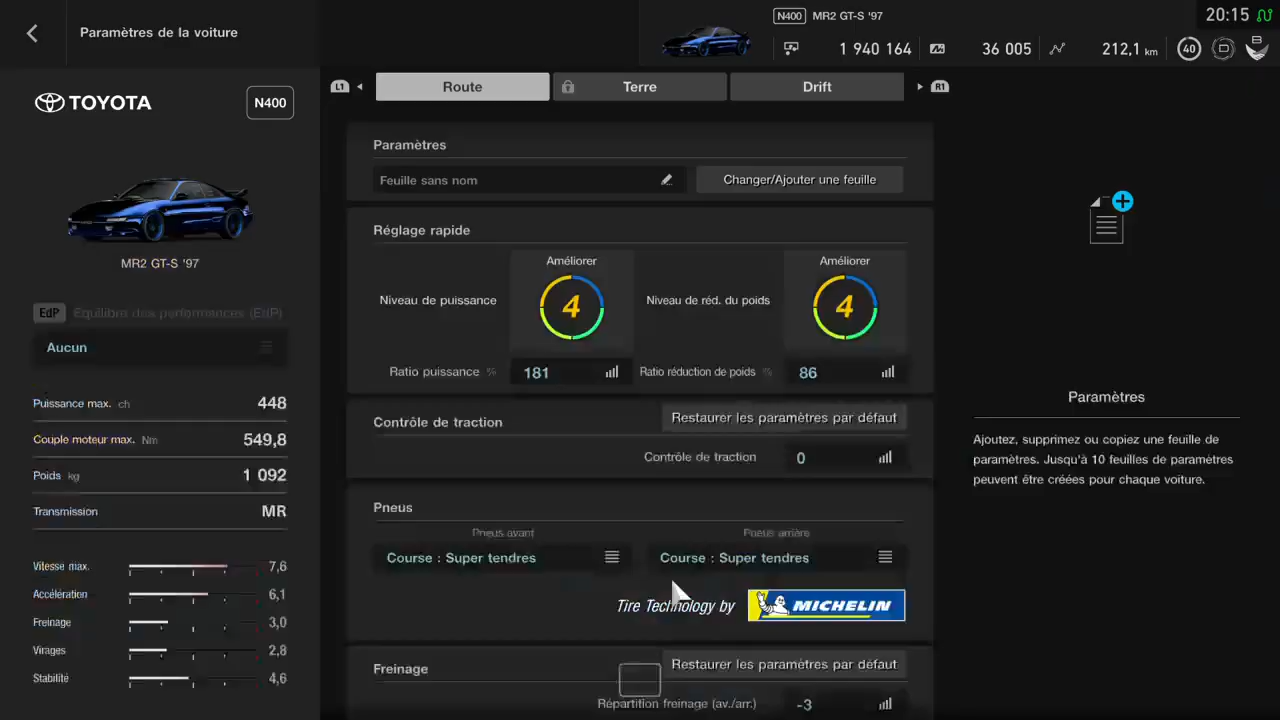 Paramètres de la voiture
N400 MR2 GT-S '97
20:15
1 940 164
36 005
212,1 km
40
TOYOTA
N400
L1 Route Terre Drift R1
MR2 GT-S '97
EdP Equilibre des performances (EdP)
Aucun
Puissance max. ch 448
Couple moteur max. Nm 549,8
Poids kg 1 092
Transmission MR
Vitesse max. 7,6
Accélération 6,1
Freinage 3,0
Virages 2,8
Stabilité 4,6
Paramètres
Feuille sans nom
Changer/Ajouter une feuille
Réglage rapide
Améliorer Améliorer
Niveau de puissance 4 Niveau de réd. du poids 4
Ratio puissance % 181 Ratio réduction de poids % 86
Contrôle de traction Restaurer les paramètres par défaut
Contrôle de traction 0
Pneus
Pneus avant Pneus arrière
Course : Super tendres Course : Super tendres
Tire Technology by MICHELIN
Freinage Restaurer les paramètres par défaut
Répartition freinage (av./arr.) -3
Paramètres
Ajoutez, supprimez ou copiez une feuille de
paramètres. Jusqu'à 10 feuilles de paramètres
peuvent être créées pour chaque voiture.